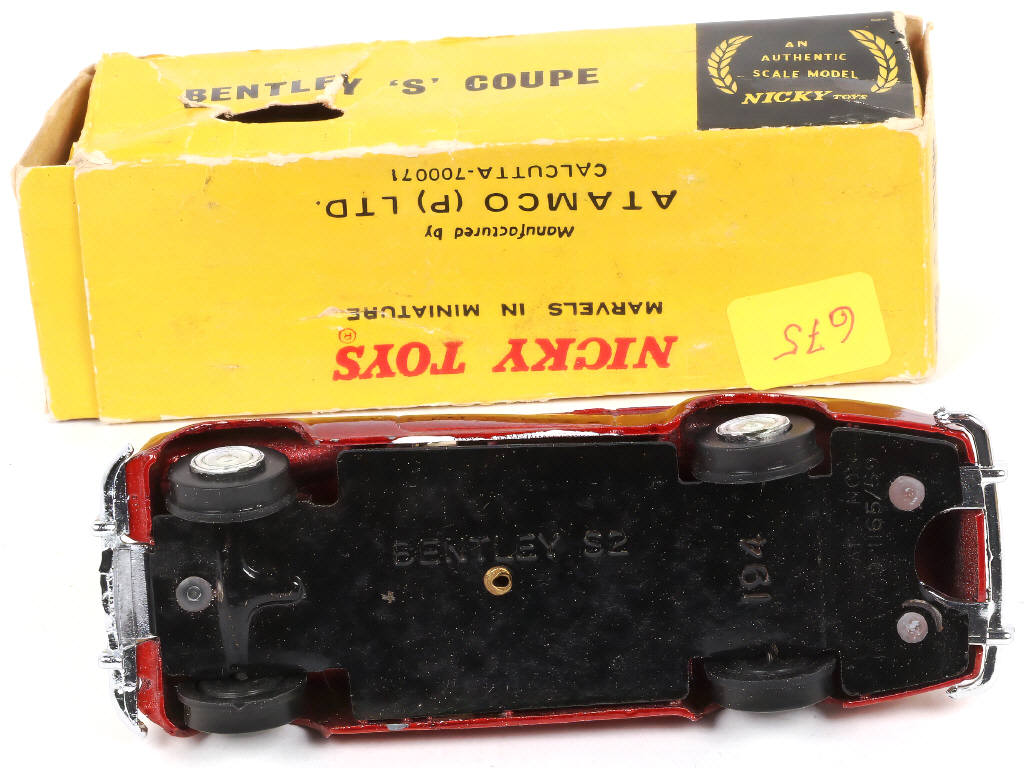 BENTLEY 'S' COUPE
AN
AUTHENTIC
SCALE MODEL
NICKY TOYS
NICKY TOYS ®
MARVELS IN MINIATURE
Manufactured by
ATAMCO (P) LTD.
CALCUTTA-700071
675
BENTLEY S2
194